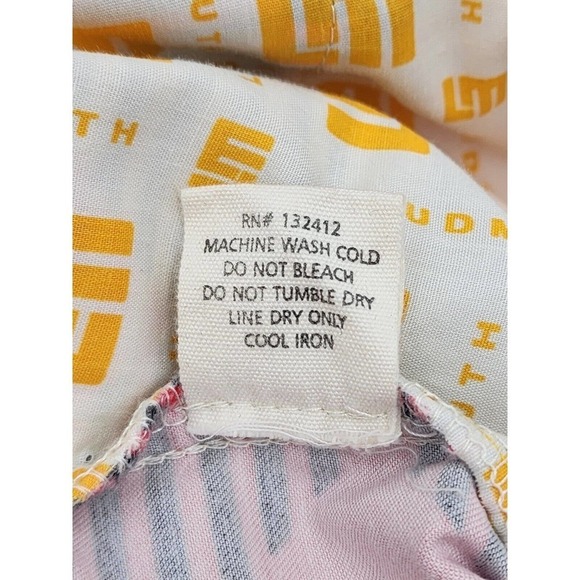 RN# 132412
MACHINE WASH COLD
DO NOT BLEACH
DO NOT TUMBLE DRY
LINE DRY ONLY
COOL IRON